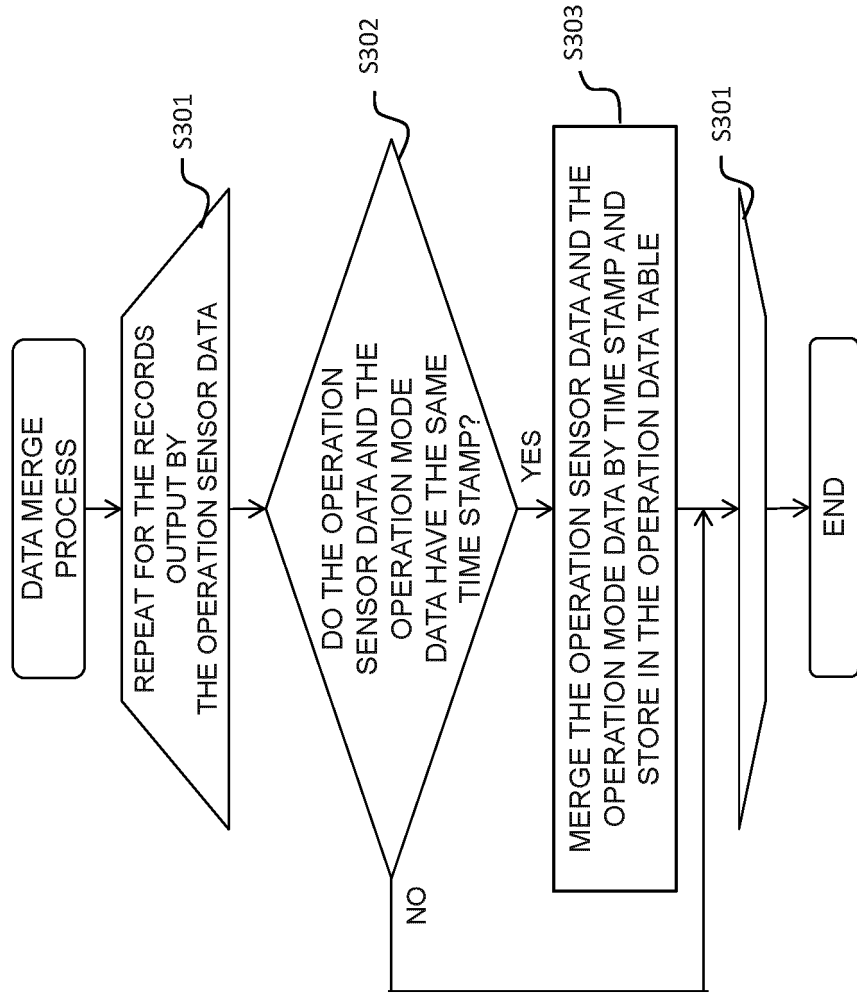 DATA MERGE
PROCESS
S301
REPEAT FOR THE RECORDS
OUTPUT BY
THE OPERATION SENSOR DATA
S302
DO THE OPERATION
SENSOR DATA AND THE
OPERATION MODE
DATA HAVE THE SAME
TIME STAMP?
NO
YES
S303
MERGE THE OPERATION SENSOR DATA AND THE
OPERATION MODE DATA BY TIME STAMP AND
STORE IN THE OPERATION DATA TABLE
S301
END